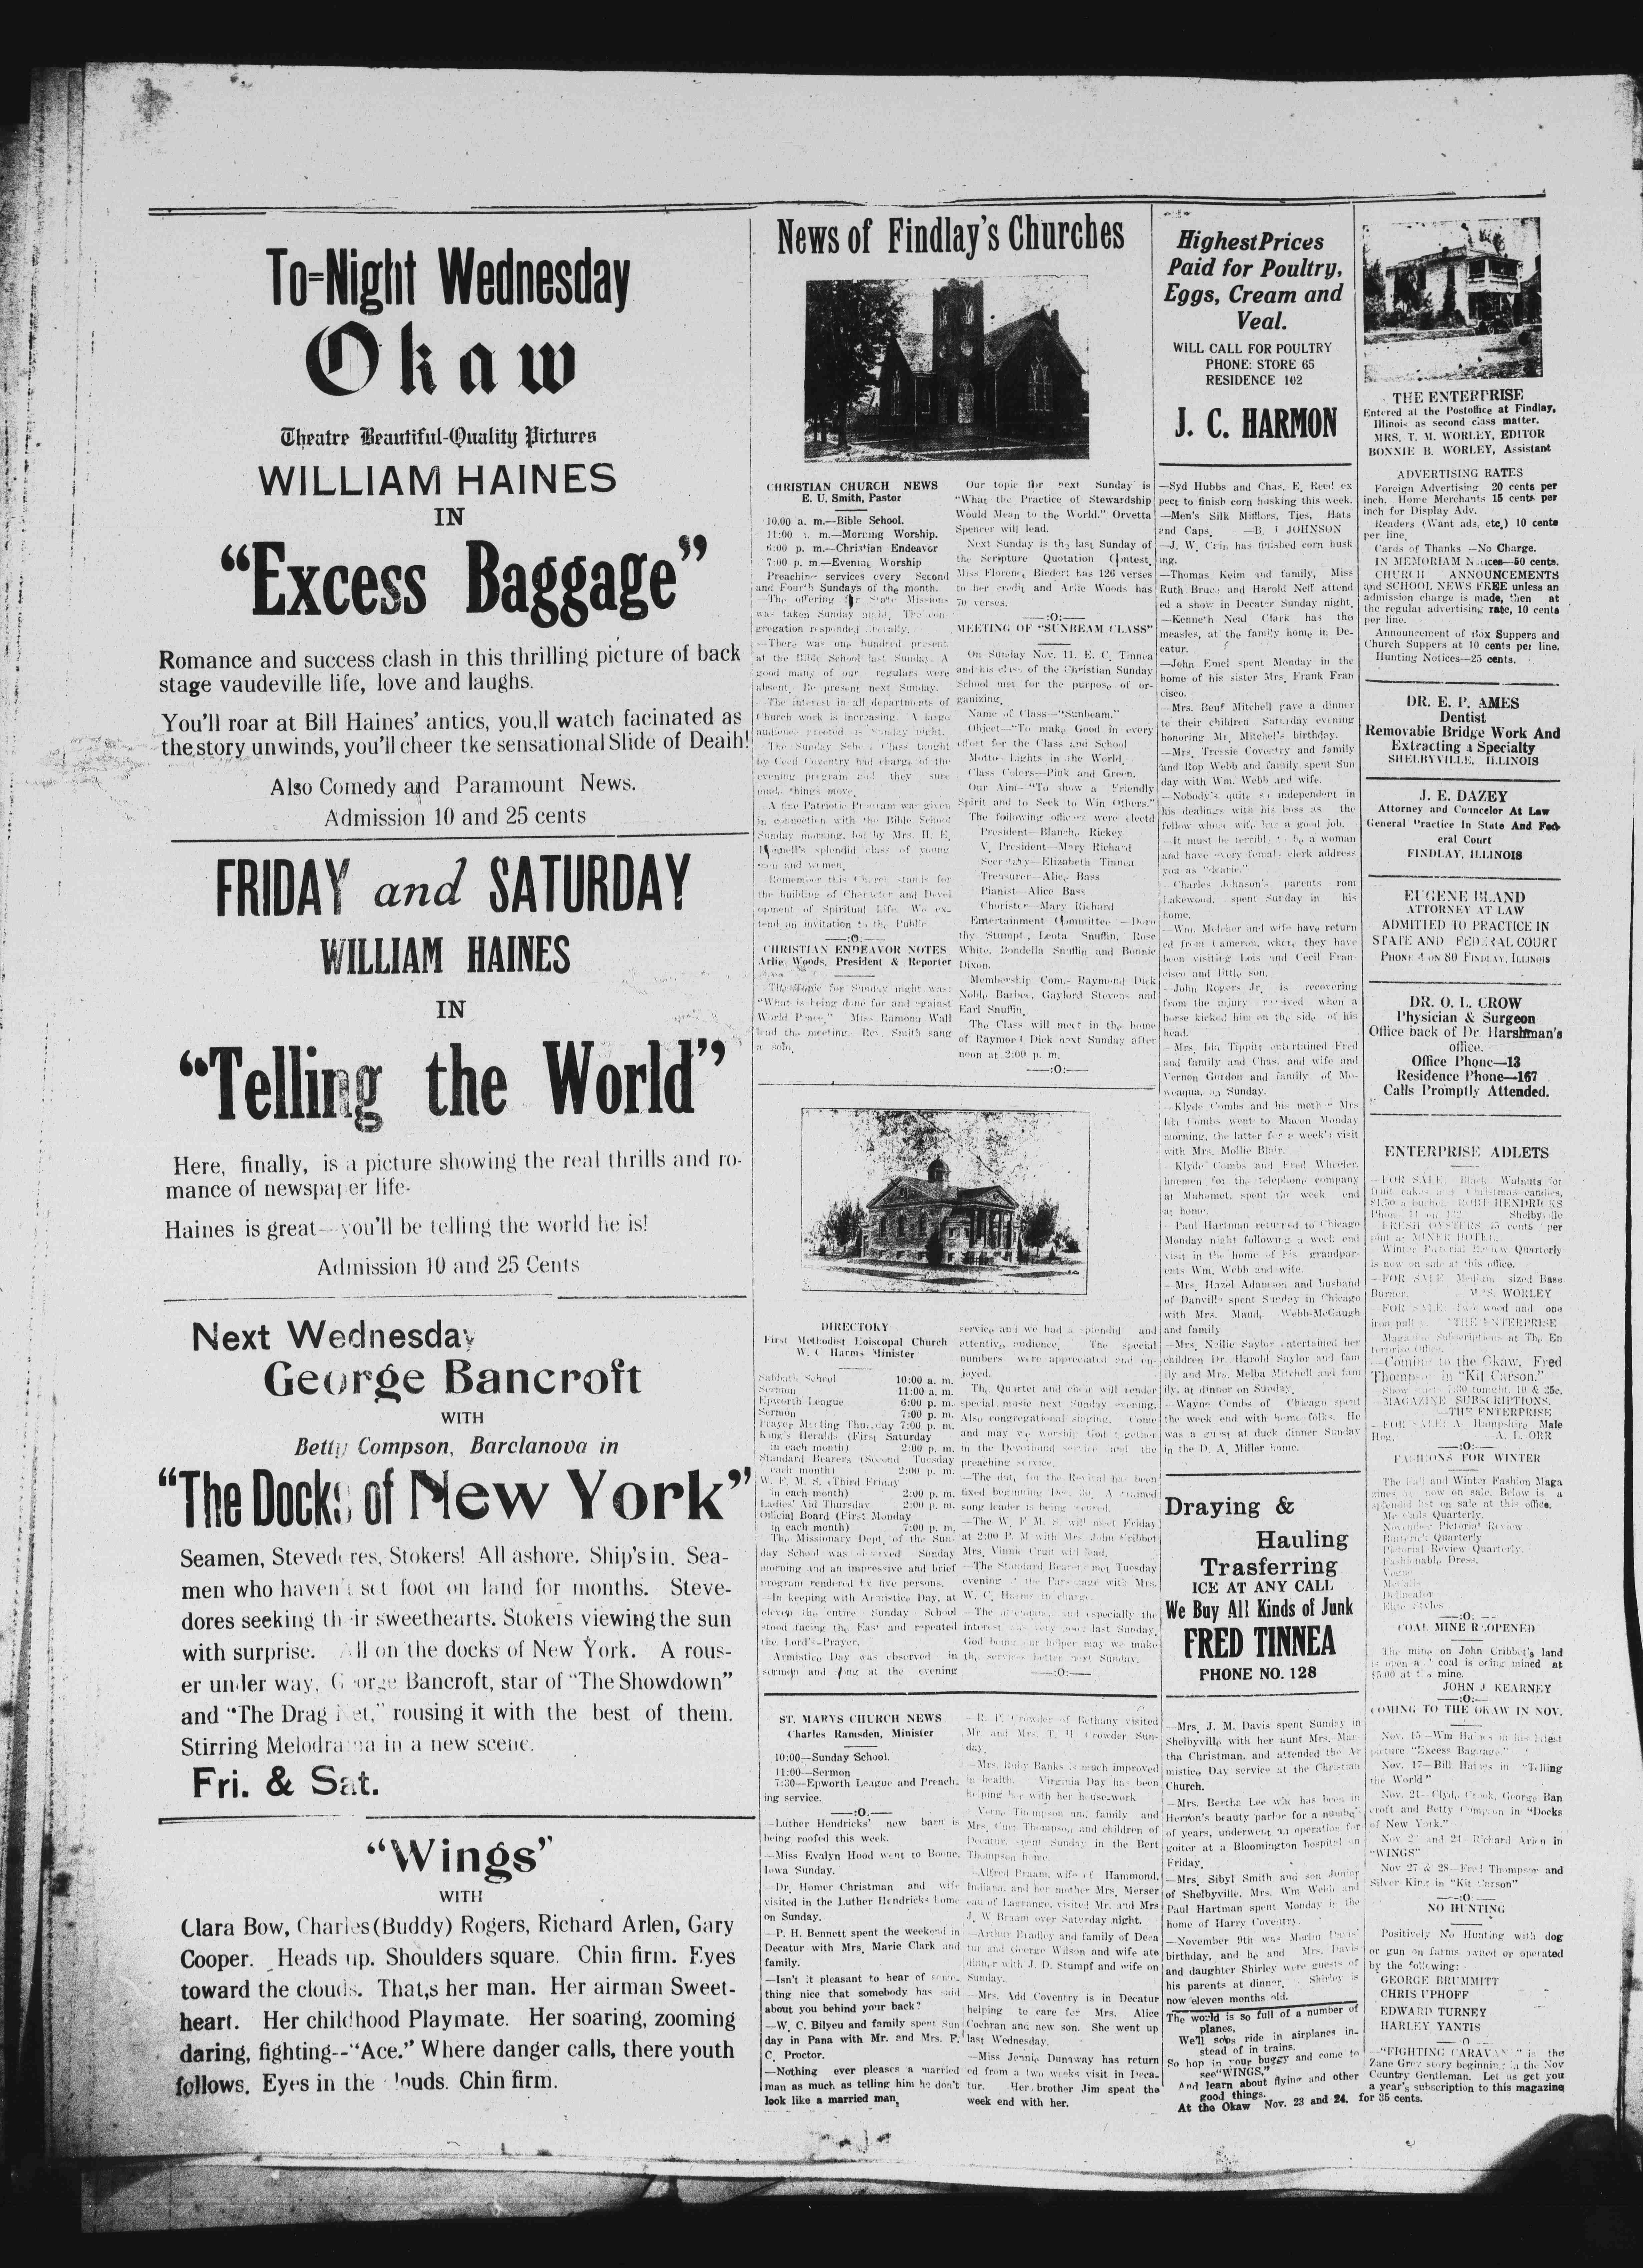 To-Night Wednesday
Okaw
Theatre Beautiful-Quality Pictures
WILLIAM HAINES
IN
“Excess Baggage”
Romance and success clash in this thrilling picture of back
stage vaudeville life, love and laughs.
You'll roar at Bill Haines' antics, you,ll watch facinated as
the story unwinds, you'll cheer tke sensational Slide of Deaih!
Also Comedy and Paramount News.
Admission 10 and 25 cents
FRIDAY and SATURDAY
WILLIAM HAINES
IN
“Telling the World”
Here, finally, is a picture showing the real thrills and ro-
mance of newspaper life-
Haines is great—you'll be telling the world he is!
Admission 10 and 25 Cents
Next Wednesday
George Bancroft
WITH
Betty Compson, Barclanova in
“The Docks of New York”
Seamen, Stevedores, Stokers! All ashore. Ship's in. Sea-
men who haven't set foot on land for months. Steve-
dores seeking their sweethearts. Stokers viewing the sun
with surprise. All on the docks of New York. A rous-
er under way, George Bancroft, star of “The Showdown”
and “The Drag Net,” rousing it with the best of them.
Stirring Melodrama in a new scene.
Fri. & Sat.
“Wings’
WITH
Clara Bow, Charles (Buddy) Rogers, Richard Arlen, Gary
Cooper. Heads up. Shoulders square. Chin firm. Eyes
toward the clouds. That,s her man. Her airman Sweet-
heart. Her childhood Playmate. Her soaring, zooming
daring, fighting--“Ace.” Where danger calls, there youth
follows. Eyes in the clouds. Chin firm.
News of Findlay's Churches
CHRISTIAN CHURCH NEWS
E. U. Smith, Pastor
10.00 a. m.—Bible School.
11:00 a. m.—Morning Worship.
6:00 p. m.—Christian Endeavor
7:00 p. m—Evening Worship
Preaching services every Second
and Fourth Sundays of the month.
The offering for State Missions
was taken Sunday night. The con-
gregation responded liberally.
—There was one hundred present
at the Bible School last Sunday. A
good many of our regulars were
absent. Be present next Sunday.
The interest in all departments of
Church work is increasing. A large
audience greeted us Sunday night.
The Sunday School Class taught
by Cecil Coventry had charge of the
evening program and they sure
made things move.
A fine Patriotic Program was given
in connection with the Bible School
Sunday morning, led by Mrs. H. E.
splendid class of young
men and women.
Remember this Church stands for
the building of Character and Devel
opment of Spiritual Life. We ex-
tend an invitation to the Public
—:O:—
CHRISTIAN ENDEAVOR NOTES
Arlie Woods, President & Reporter
The Topic for Sunday night was:
“What is being done for and against
World Peace.” Miss Ramona Wall
lead the meeting. Rev. Smith sang
a solo.
Our topic for next Sunday is
“What the Practice of Stewardship
Would Mean to the World.” Orvetta
Spencer will lead.
Next Sunday is the last Sunday of
the Scripture Quotation Contest.
Miss Florence Biedert has 126 verses
to her credit and Arlie Woods has
70 verses.
—:O:—
MEETING OF “SUNBEAM CLASS”
On Sunday Nov. 11. E. C. Tinnea
and his class of the Christian Sunday
School met for the purpose of or-
ganizing.
Name of Class—“Sunbeam.”
Object—“To make Good in every
effort for the Class and School
Motto—Lights in the World.
Class Colers—Pink and Green.
Our Aim—“To show a Friendly
Spirit and to Seek to Win Others.”
The following officers were electd
President—Blanche Rickey
V. President—Mary Richard
Secretary—Elizabeth Tinnea
Treasurer—Alice Bass
Pianist—Alice Bass
Chorister—Mary Richard
Entertainment Committee—Doro
thy Stumpf, Leota Snuffin, Rose
White, Rondella Snuffin and Bonnie
Dixon.
Membership Com.—Raymond Dick
Noble Barbee, Gaylord Stevens and
Earl Snuffin.
The Class will meet in the home
of Raymond Dick next Sunday after
noon at 2:00 p. m.
—:O:—
DIRECTORY
First Methodist Episcopal Church
W. C. Harms Minister
Sabbath School 10:00 a. m.
Sermon 11:00 a. m.
Epworth League 6:00 p. m.
Sermon 7:00 p. m.
Prayer Meeting Thursday 7:00 p. m.
King's Heralds (First Saturday
in each month) 2:00 p. m.
Standard Bearers (Second Tuesday
each month) 2:00 p. m.
W. F. M. S. (Third Friday
in each month) 2:00 p. m.
Ladies' Aid Thursday 2:00 p. m.
Official Board (First Monday
in each month) 7:00 p. m.
The Missionary Dept. of the Sun-
day School was observed Sunday
morning and an impressive and brief
program rendered by five persons.
In keeping with Armistice Day, at
eleven the entire Sunday School
stood facing the East and repeated
the Lord's-Prayer.
Armistice Day was observed in
sermon and song at the evening
service and we had a splendid and
attentive audience. The special
numbers were appreciated and en-
joyed.
The Quartet and choir will render
special music next Sunday evening.
Also congregational singing. Come
and may we worship God together
in the Devotional service and the
preaching service.
—The date for the Revival has been
fixed beginning Dec. 30. A trained
song leader is being secured.
—The W. F. M. S. will meet Friday
at 2:00 P. M with Mrs John Cribbet
Mrs. Vinnie Cruit will lead.
—The Standard Bearers met Tuesday
evening at the Parsonage with Mrs.
W. C. Harms in charge.
—The attendance and especially the
interest was very good last Sunday.
God being our helper may we make
the services better next Sunday.
—:O:—
ST. MARYS CHURCH NEWS
Charles Ramsden, Minister
10:00—Sunday School.
11:00—Sermon
7:30—Epworth League and Preach-
ing service.
—:O:—
—Luther Hendricks' new barn is
being roofed this week.
—Miss Evalyn Hood went to Boone,
Iowa Sunday.
—Dr. Homer Christman and wife
visited in the Luther Hendricks home
on Sunday.
—P. H. Bennett spent the weekend in
Decatur with Mrs. Marie Clark and
family.
—Isn't it pleasant to hear of some-
thing nice that somebody has said
about you behind your back?
—W. C. Bilyeu and family spent Sun
day in Pana with Mr. and Mrs. F.
C. Proctor.
—Nothing ever pleases a married
man as much as telling him he don't
look like a married man.
—R. P. Crowder of Bethany visited
Mr. and Mrs. T. H. Crowder Sun-
day.
—Mrs. Ruby Banks is much improved
in health. Virginia Day has been
helping her with her house-work
Verne Thompson and family and
Mrs. Curt Thompson and children of
Decatur, spent Sunday in the Bert
Thompson home.
—Alfred Braam, wife of Hammond,
Indiana, and her mother Mrs. Merser
eau of Lagrange, visited Mr. and Mrs
J. W Braam over Saturday night.
—Arthur Bradley and family of Deca
tur and George Wilson and wife ate
dinner with J. D. Stumpf and wife on
Sunday.
—Mrs. Add Coventry is in Decatur
helping to care for Mrs. Alice
Cochran and new son. She went up
last Wednesday.
—Miss Jennie Dunaway has return
ed from a two weeks visit in Deca-
tur. Her brother Jim spent the
week end with her.
Highest Prices
Paid for Poultry,
Eggs, Cream and
Veal.
WILL CALL FOR POULTRY
PHONE: STORE 65
RESIDENCE 102
J. C. HARMON
—Syd Hubbs and Chas. E. Reed ex
pect to finish corn husking this week.
—Men's Silk Mifflors, Ties, Hats
and Caps. —B. J JOHNSON
—J. W. Crip has finished corn husk
ing.
—Thomas Keim and family, Miss
Ruth Bruce and Harold Neff attend
ed a show in Decater Sunday night.
—Kenneth Neal Clark has the
measles, at the family home in De-
catur.
—John Emel spent Monday in the
home of his sister Mrs. Frank Fran
cisco.
—Mrs. Beuf Mitchell gave a dinner
to their children Saturday evening
honoring Mr. Mitchel's birthday.
—Mrs. Tressie Coventry and family
and Rop Webb and family spent Sun
day with Wm. Webb and wife.
—Nobody's quite so independent in
his dealings with his boss as the
fellow whose wife has a good job.
—It must be terrible to be a woman
and have every female clerk address
you as “dearie.”
—Charles Johnson's parents rom
Lakewood, spent Sunday in his
home.
—Wm. Melcher and wife have return
ed from Cameron, where they have
been visiting Lois and Cecil Fran-
cisco and little son.
—John Rogers Jr. is recovering
from the injury received when a
horse kicked him on the side of his
head.
—Mrs. Ida Tippitt entertained Fred
and family and Chas. and wife and
Vernon Gordon and family of Mo-
weaqua, on Sunday.
—Klyde Combs and his mother Mrs
Ida Combs went to Macon Monday
morning, the latter for a week's visit
with Mrs. Mollie Blair.
Klyde Combs and Fred Wheeler,
linemen for the telephone company
at Mahomet, spent the week end
at home.
—Paul Hartman returned to Chicago
Monday night following a week end
visit in the home of his grandpar-
ents Wm. Webb and wife.
—Mrs. Hazel Adamson and husband
of Danville spent Sunday in Chicago
with Mrs. Maude Webb-McGaugh
and family
—Mrs. Nellie Saylor entertained her
children Dr. Harold Saylor and fam
ily and Mrs. Melba Mitchell and fam
ily, at dinner on Sunday.
—Wayne Combs of Chicago spent
the week end with home folks. He
was a guest at duck dinner Sunday
in the D. A. Miller home.
Draying &
Hauling
Trasferring
ICE AT ANY CALL
We Buy All Kinds of Junk
FRED TINNEA
PHONE NO. 128
—Mrs. J. M. Davis spent Sunday in
Shelbyville with her aunt Mrs. Mar
tha Christman, and attended the Ar
mistice Day service at the Christian
Church.
—Mrs. Bertha Lee who has been in
Herron's beauty parlor for a number
of years, underwent an operation for
goiter at a Bloomington hospital on
Friday.
—Mrs. Sibyl Smith and son Junior
of Shelbyville, Mrs. Wm Webb and
Paul Hartman spent Monday in the
home of Harry Coventry.
—November 9th was Merlin Davis'
birthday, and he and Mrs. Davis
and daughter Shirley were guests of
his parents at dinner. Shirley is
now eleven months old.
The world is so full of a number of
planes,
We'll soon ride in airplanes in-
stead of in trains.
So hop in your buggy and come to
see “WINGS,”
And learn about flying and other
good things.
At the Okaw Nov. 23 and 24.
THE ENTERPRISE
Entered at the Postoffice at Findlay,
Illinois as second class matter.
MRS. T. M. WORLEY, EDITOR
BONNIE B. WORLEY, Assistant
ADVERTISING RATES
Foreign Advertising 20 cents per
inch. Home Merchants 15 cents per
inch for Display Adv.
Readers (Want ads, etc.) 10 cents
per line.
Cards of Thanks—No Charge.
IN MEMORIAM Notices—50 cents.
CHURCH ANNOUNCEMENTS
and SCHOOL NEWS FREE unless an
admission charge is made, then at
the regular advertising rate, 10 cents
per line.
Announcement of Box Suppers and
Church Suppers at 10 cents per line.
Hunting Notices—25 cents.
DR. E. P. AMES
Dentist
Removable Bridge Work And
Extracting a Specialty
SHELBYVILLE, ILLINOIS
J. E. DAZEY
Attorney and Councelor At Law
General Practice In State And Fed-
eral Court
FINDLAY, ILLINOIS
EUGENE BLAND
ATTORNEY AT LAW
ADMITTED TO PRACTICE IN
STATE AND FEDERAL COURT
PHONE 4 ON 80 FINDLAY, ILLINOIS
DR. O. L. CROW
Physician & Surgeon
Office back of Dr. Harshman's
office.
Office Phone—13
Residence Phone—167
Calls Promptly Attended.
ENTERPRISE ADLETS
—FOR SALE: Black Walnuts for
fruit cakes and Christmas candies,
$1.50 a bushel. ROBT HENDRICKS
Phone Shelbyville
FRESH OYSTERS 45 cents per
pint at MINER HOTEL.
Winter Pictorial Review Quarterly
is now on sale at this office.
—FOR SALE Medium sized Base
Burner. MRS. WORLEY
FOR SALE: Two wood and one
iron THE ENTERPRISE
Magazine Subscriptions at The En
terprise Office.
—Coming to the Okaw, Fred
Thompson in “Kit Carson.”
Show starts 7:30 tonight. 10 & 25c.
—MAGAZINE SUBSCRIPTIONS.
—THE ENTERPRISE
—FOR SALE: A Hampshire Male
Hog. A. L. ORR
—:O:—
FASHIONS FOR WINTER
The Fall and Winter Fashion Maga
zines are now on sale. Below is a
splendid list on sale at this office.
Mc Calls Quarterly.
November Pictorial Review
Butterick Quarterly
Pictorial Review Quarterly.
Fashionable Dress.
Vogue
McCalls
Delineator
Elite Styles
—:O:—
COAL MINE REOPENED
The mine on John Cribbet's land
is open and coal is being mined at
$5.00 at the mine.
JOHN J KEARNEY
—:O:—
COMING TO THE OKAW IN NOV.
Nov. 15—Wm Haines in his latest
picture “Excess Baggage.”
Nov. 17—Bill Haines in “Telling
the World”
Nov. 21—Clyde Cook, George Ban
croft and Betty Compson in “Docks
of New York.”
Nov 23 and 24 Richard Arlen in
“WINGS”
Nov 27 & 28—Fred Thompson and
Silver King in “Kit Carson”
—:O:—
NO HUNTING
Positively No Hunting with dog
or gun on farms owned or operated
by the following:
GEORGE BRUMMITT
CHRIS UPHOFF
EDWARD TURNEY
HARLEY YANTIS
—“FIGHTING CARAVAN” is the
Zane Grey story beginning in the Nov
Country Gentleman. Let us get you
a year's subscription to this magazine
for 35 cents.